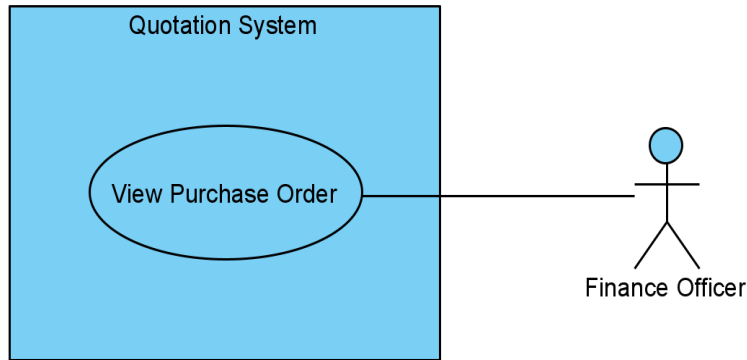 Quotation System
View Purchase Order
Finance Officer